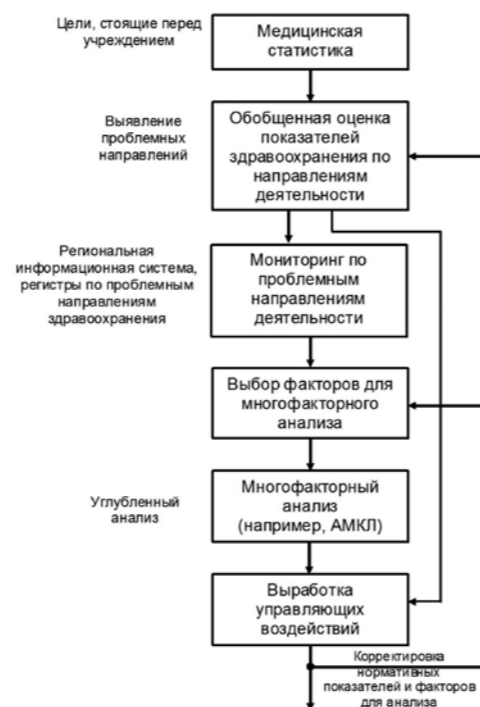 Цели, стоящие перед
учреждением
Медицинская
статистика
Выявление
проблемных
направлений
Обобщенная оценка
показателей
здравоохранения по
направлениям
деятельности
Региональная
информационная система,
регистры по проблемным
направлениям
здравоохранения
Мониторинг по
проблемным
направлениям
деятельности
Выбор факторов для
многофакторного
анализа
Углубленный
анализ
Многофакторный
анализ
(например, АМКЛ)
Выработка
управляющих
воздействий
Корректировка
нормативных
показателей и факторов
для анализа